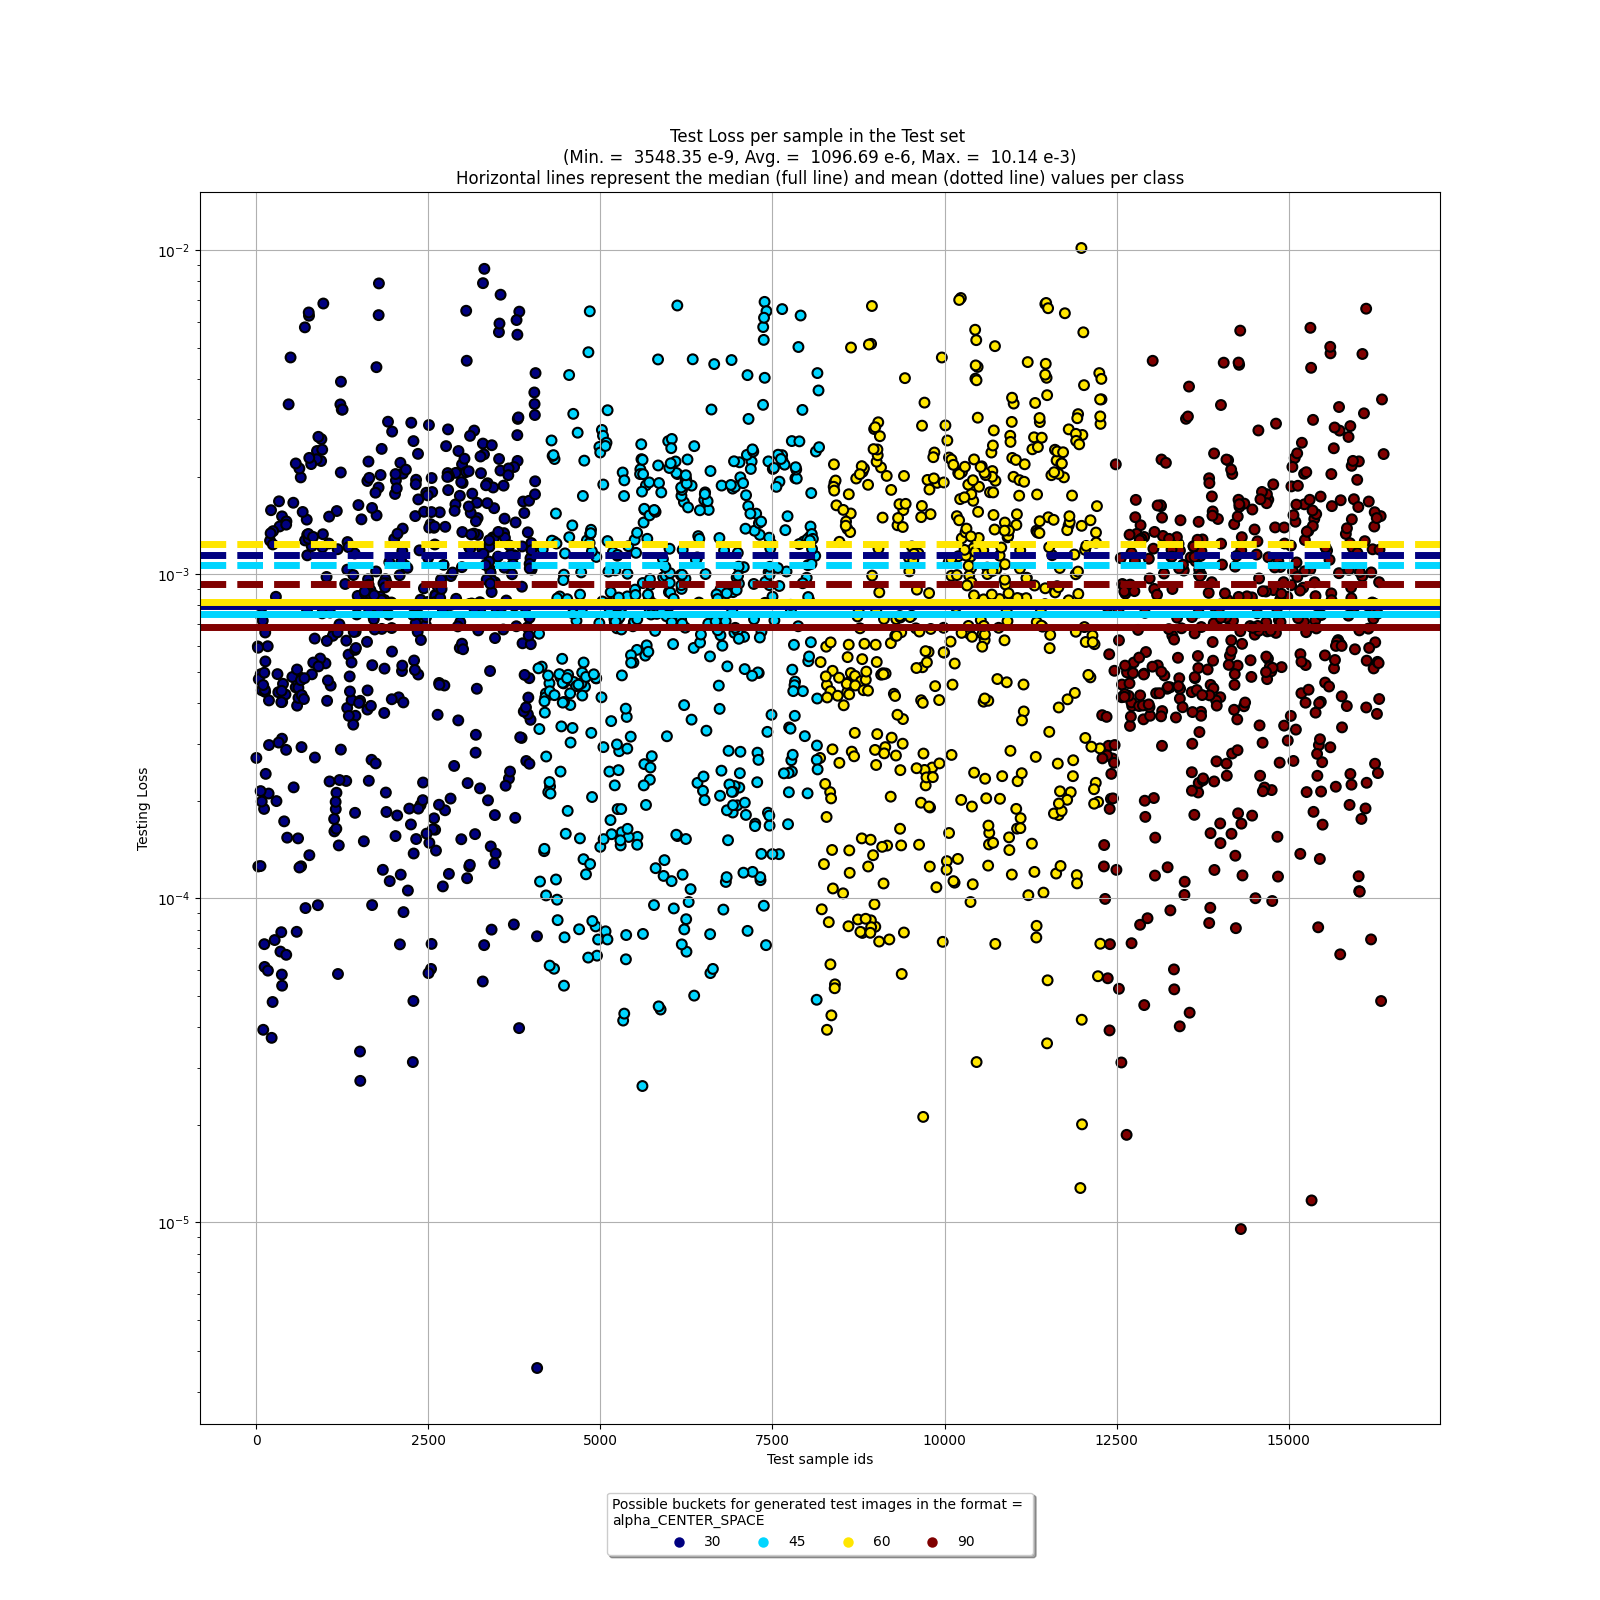 Test Loss per sample in the Test set
(Min. = 3548.35 e-9, Avg. = 1096.69 e-6, Max. = 10.14 e-3)
Horizontal lines represent the median (full line) and mean (dotted line) values per class
Testing Loss
10⁻²
10⁻³
10⁻⁴
10⁻⁵
0 2500 5000 7500 10000 12500 15000
Test sample ids
Possible buckets for generated test images in the format =
alpha_CENTER_SPACE
30 45 60 90